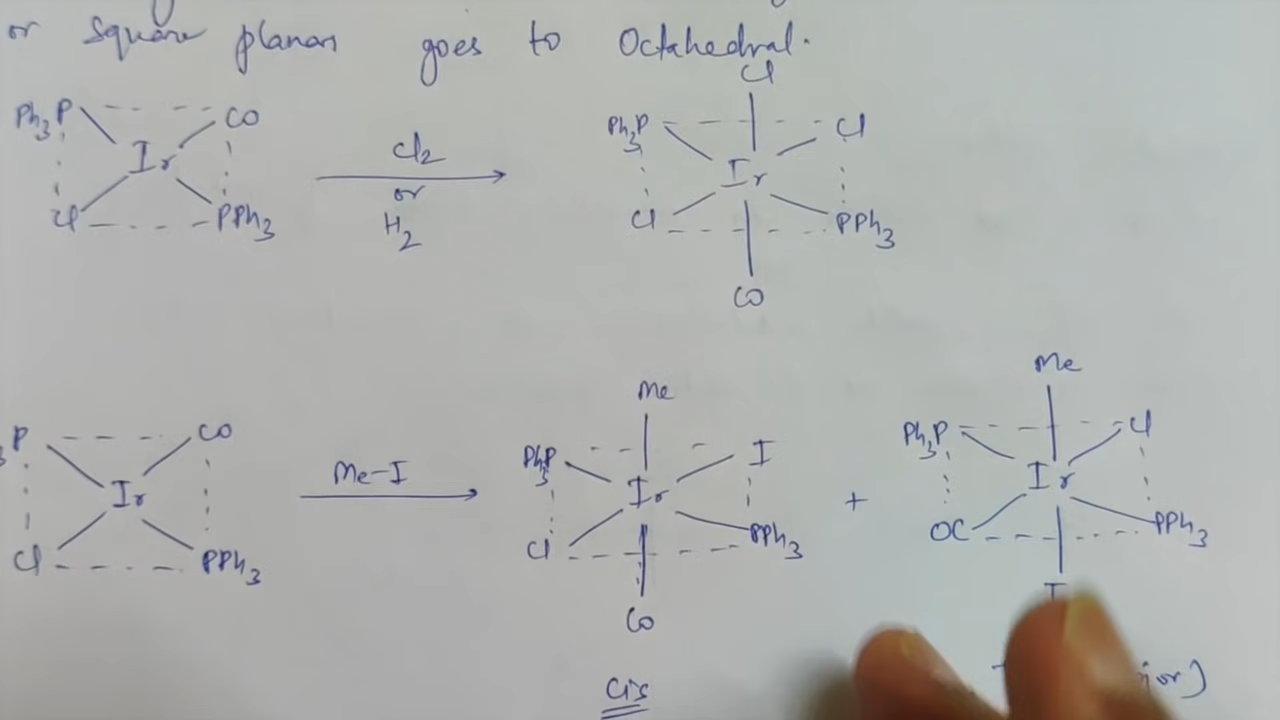 or square planar goes to Octahedral.
Cl
Ph3P CO Ph3P Cl
Ir Cl2 Ir
or
Cl PPh3 H2 Cl PPh3
CO
Me Me
3P CO Ph3P I Ph3P Cl
Ir Me-I Ir + Ir
Cl PPh3 Cl PPh3 OC PPh3
CO I
Cis